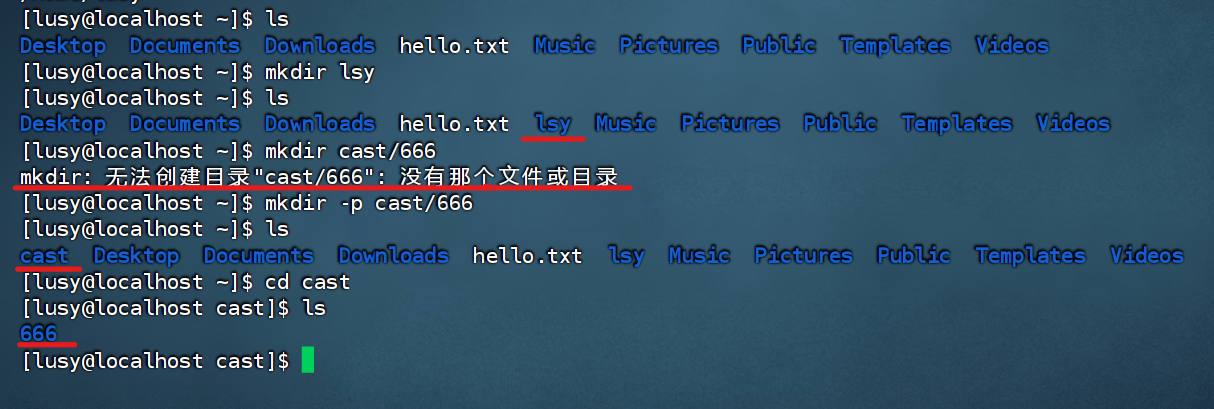 [lusy@localhost ~]$ ls
Desktop  Documents  Downloads  hello.txt  Music  Pictures  Public  Templates  Videos
[lusy@localhost ~]$ mkdir lsy
[lusy@localhost ~]$ ls
Desktop  Documents  Downloads  hello.txt  lsy  Music  Pictures  Public  Templates  Videos
[lusy@localhost ~]$ mkdir cast/666
mkdir: 无法创建目录"cast/666": 没有那个文件或目录
[lusy@localhost ~]$ mkdir -p cast/666
[lusy@localhost ~]$ ls
cast  Desktop  Documents  Downloads  hello.txt  lsy  Music  Pictures  Public  Templates  Videos
[lusy@localhost ~]$ cd cast
[lusy@localhost cast]$ ls
666
[lusy@localhost cast]$